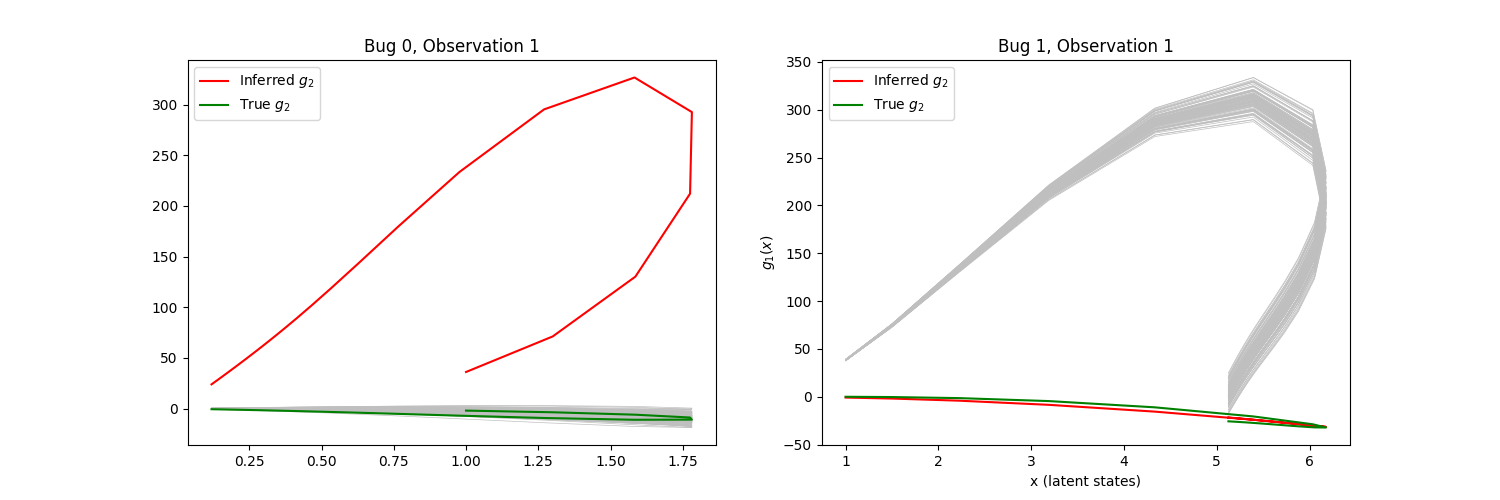 Bug 0, Observation 1
Inferred g₂
True g₂
300
250
200
150
100
50
0
0.25 0.50 0.75 1.00 1.25 1.50 1.75
Bug 1, Observation 1
Inferred g₂
True g₂
g₁(x)
350
300
250
200
150
100
50
0
−50
1 2 3 4 5 6
x (latent states)